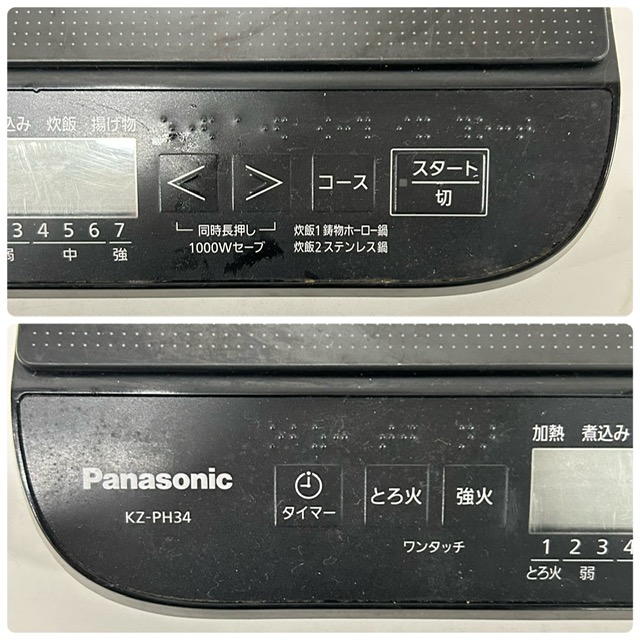 込み 炊飯 揚げ物
＜ ＞ コース スタート
切
3 4 5 6 7
弱 中 強
同時長押し
1000Wセーブ
炊飯1 鋳物ホーロー鍋
炊飯2 ステンレス鍋
加熱 煮込み
Panasonic
KZ-PH34
タイマー とろ火 強火
ワンタッチ
1 2 3 4
とろ火 弱